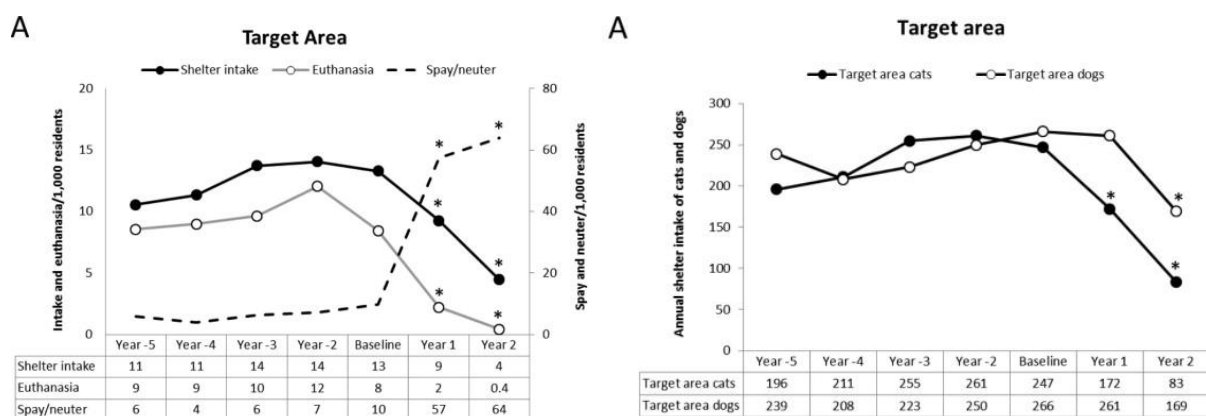 A
Target Area
Shelter intake Euthanasia Spay/neuter
Intake and euthanasia/1,000 residents
20
15
10
5
0
80
60
40
20
0
Spay and neuter/1,000 residents
* *
* *
* *
Year -5 Year -4 Year -3 Year -2 Baseline Year 1 Year 2
Shelter intake 11 11 14 14 13 9 4
Euthanasia 9 9 10 12 8 2 0.4
Spay/neuter 6 4 6 7 10 57 64
A
Target area
Target area cats Target area dogs
Annual shelter intake of cats and dogs
300
250
200
150
100
50
0
* *
*
Year -5 Year -4 Year -3 Year -2 Baseline Year 1 Year 2
Target area cats 196 211 255 261 247 172 83
Target area dogs 239 208 223 250 266 261 169